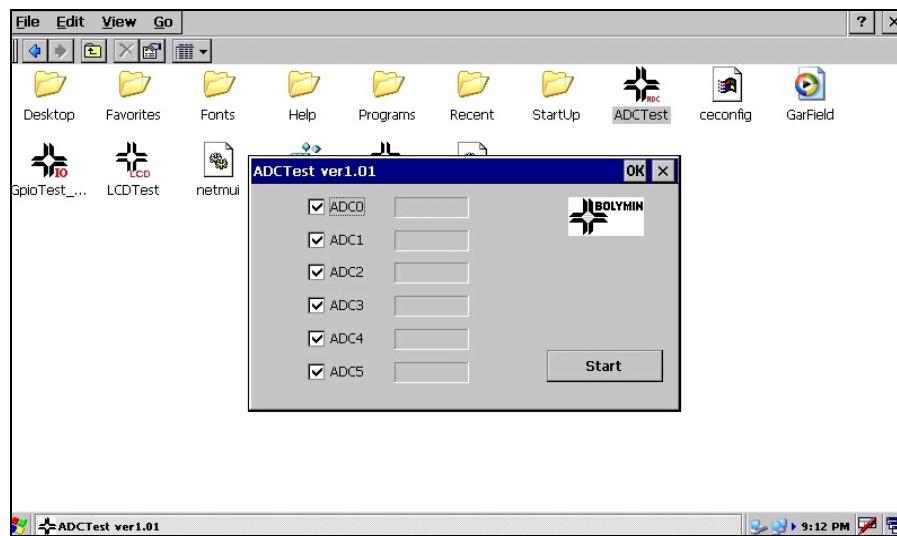 File Edit View Go ?
Desktop Favorites Fonts Help Programs Recent StartUp ADCTest ceconfig GarField
ADC
IO
LCD
GpioTest_... LCDTest netmui
ADCTest ver1.01 OK
BOLYMIN
ADC0
ADC1
ADC2
ADC3
ADC4
ADC5
Start
ADCTest ver1.01 9:12 PM